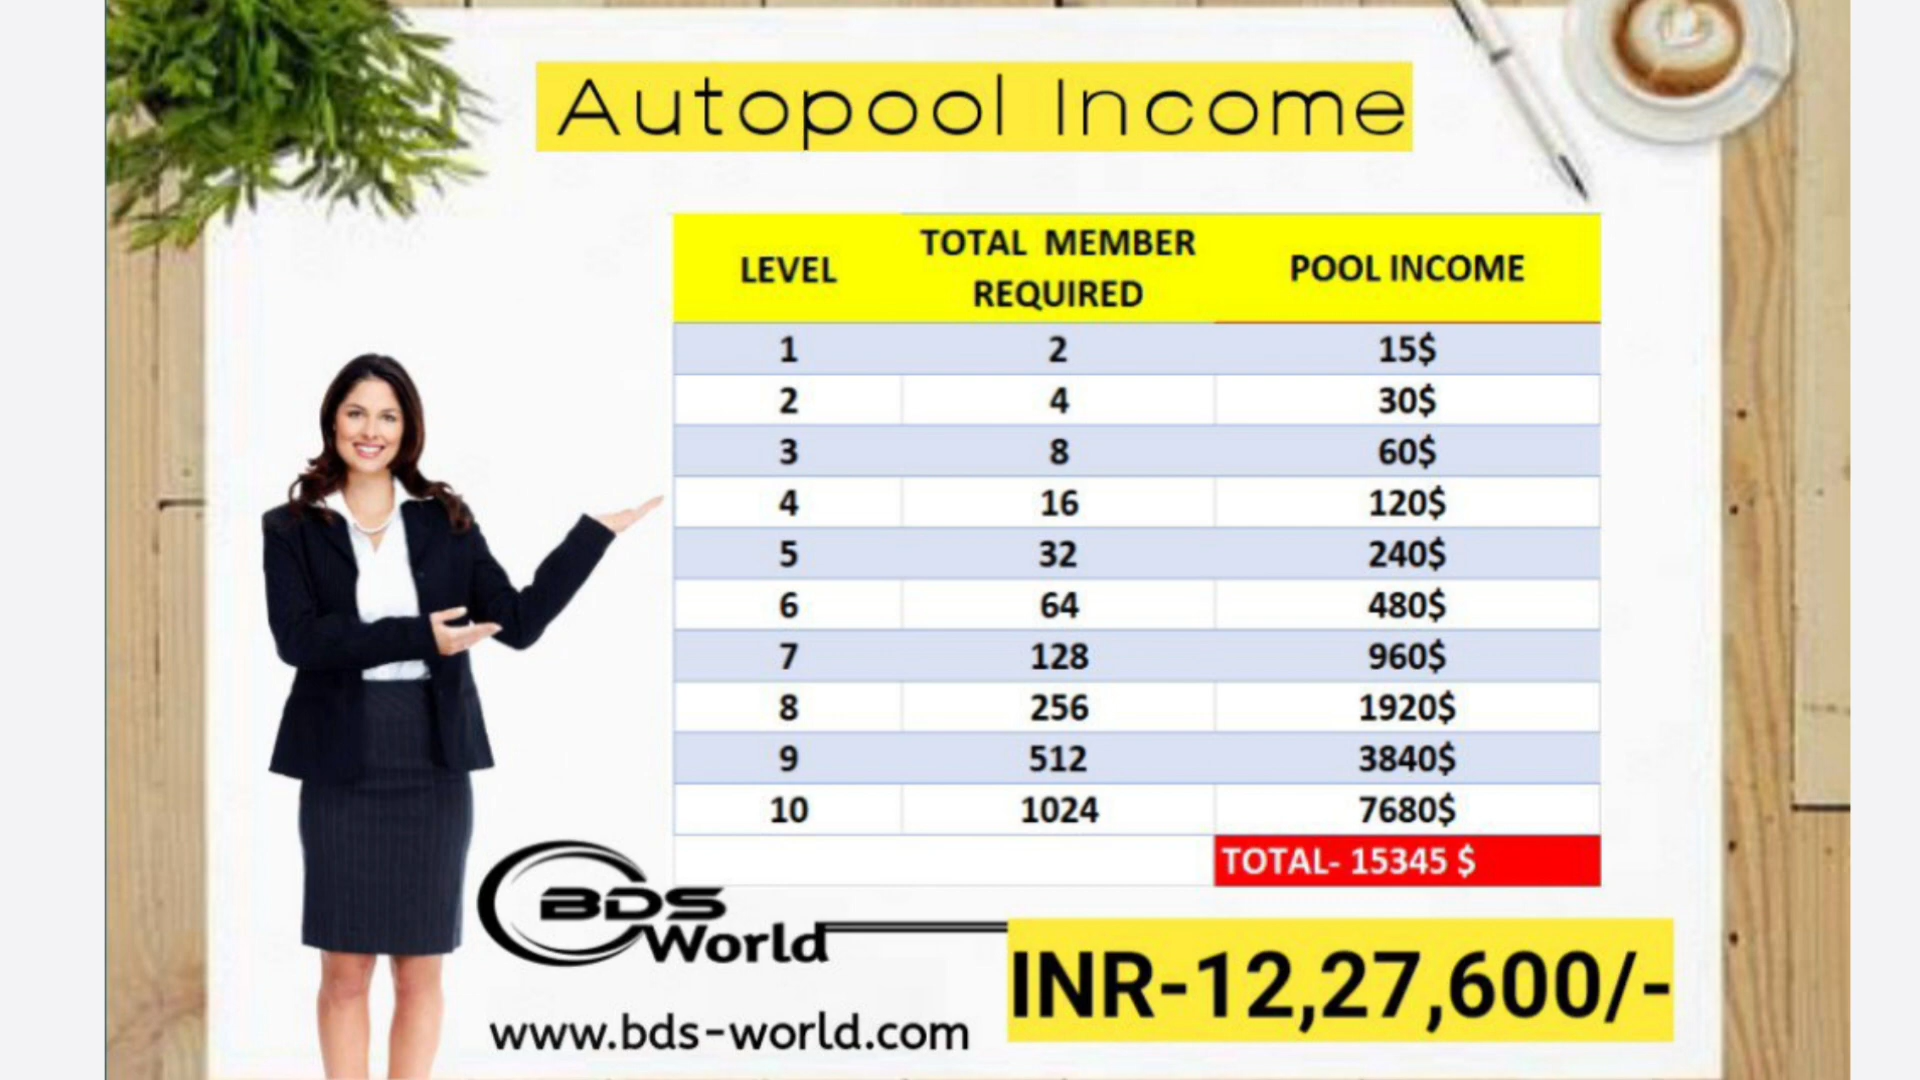 Autopool Income
LEVEL TOTAL MEMBER REQUIRED POOL INCOME
1 2 15$
2 4 30$
3 8 60$
4 16 120$
5 32 240$
6 64 480$
7 128 960$
8 256 1920$
9 512 3840$
10 1024 7680$
TOTAL- 15345 $
BDS
World
INR-12,27,600/-
www.bds-world.com